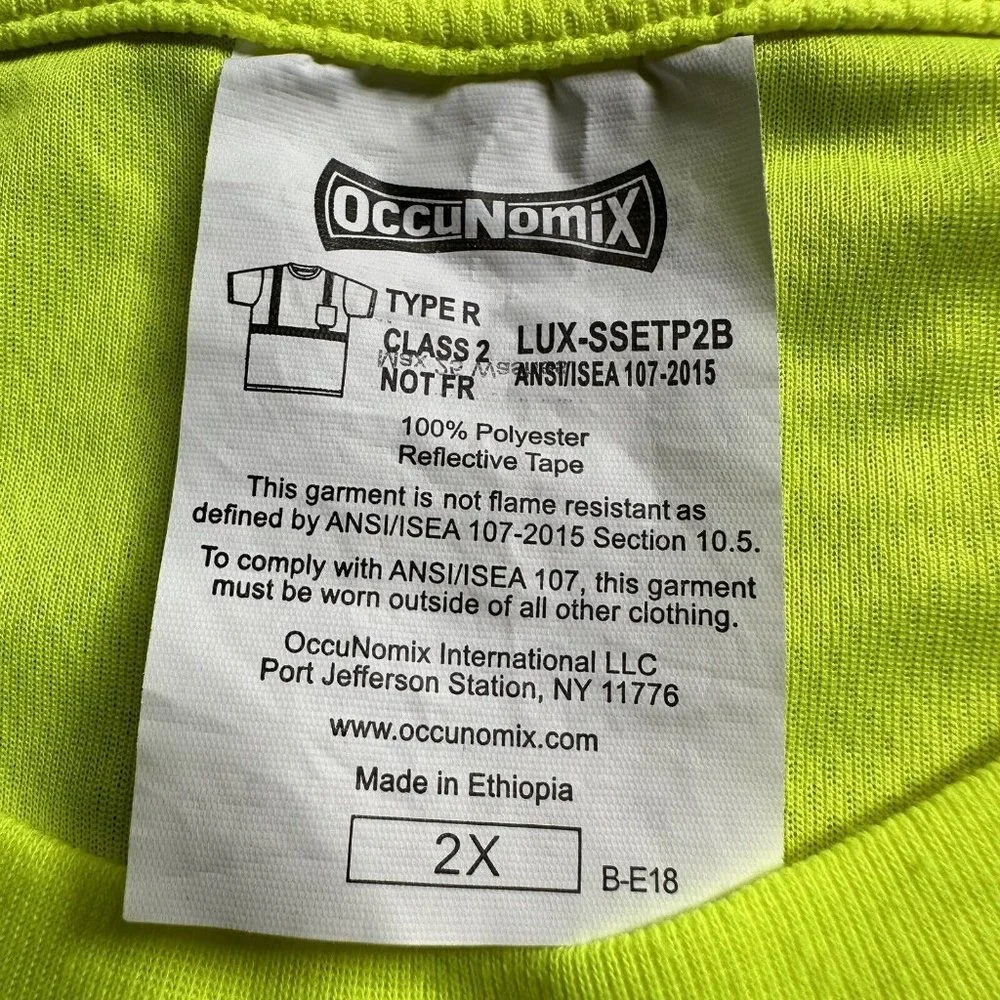 OccuNomiX
TYPE R
CLASS 2
NOT FR
LUX-SSETP2B
ANSI/ISEA 107-2015
100% Polyester
Reflective Tape
This garment is not flame resistant as
defined by ANSI/ISEA 107-2015 Section 10.5.
To comply with ANSI/ISEA 107, this garment
must be worn outside of all other clothing.
OccuNomix International LLC
Port Jefferson Station, NY 11776
www.occunomix.com
Made in Ethiopia
2X
B-E18